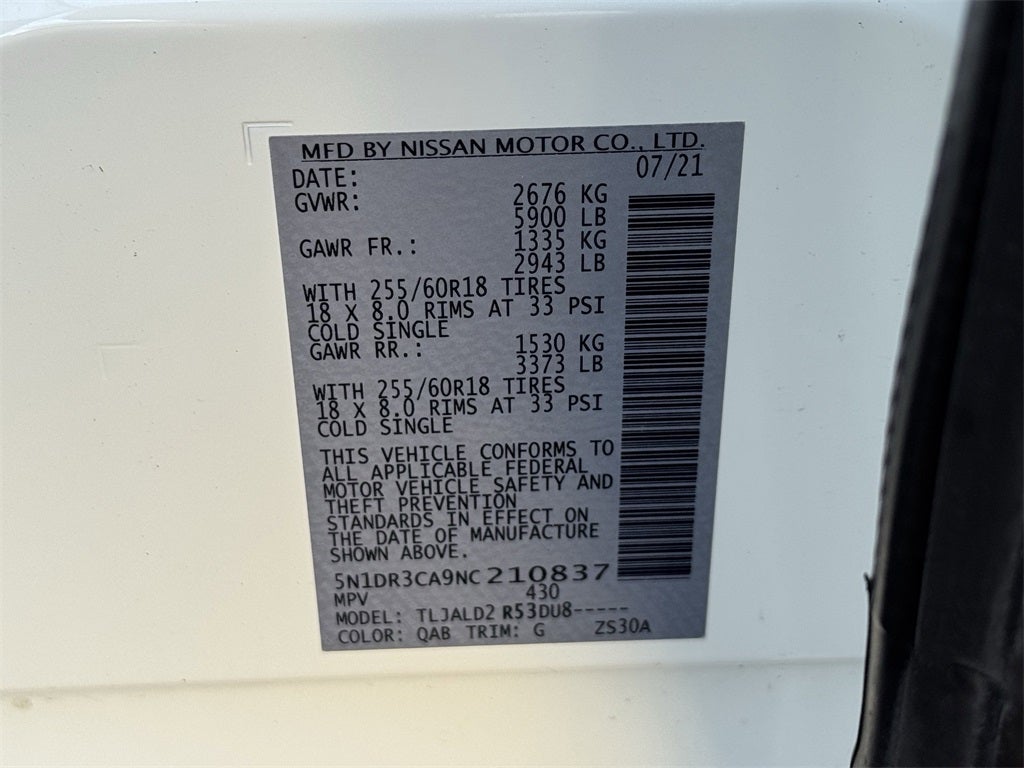 MFD BY NISSAN MOTOR CO., LTD.
DATE: 07/21
GVWR: 2676 KG
5900 LB
GAWR FR.: 1335 KG
2943 LB
WITH 255/60R18 TIRES
18 X 8.0 RIMS AT 33 PSI
COLD SINGLE
GAWR RR.: 1530 KG
3373 LB
WITH 255/60R18 TIRES
18 X 8.0 RIMS AT 33 PSI
COLD SINGLE
THIS VEHICLE CONFORMS TO
ALL APPLICABLE FEDERAL
MOTOR VEHICLE SAFETY AND
THEFT PREVENTION
STANDARDS IN EFFECT ON
THE DATE OF MANUFACTURE
SHOWN ABOVE.
5N1DR3CA9NC210837
MPV 430
MODEL: TLJALD2 R53DU8-----
COLOR: QAB TRIM: G ZS30A